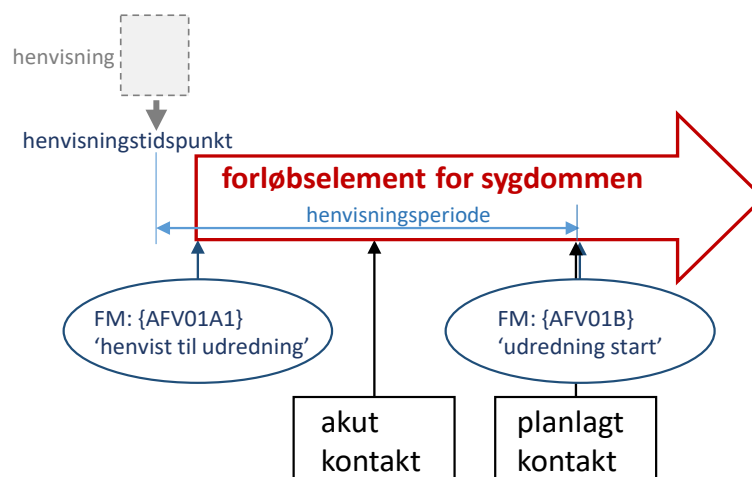 henvisning
henvisningstidspunkt
forløbselement for sygdommen
henvisningsperiode
FM: {AFV01A1}
‘henvist til udredning’
FM: {AFV01B}
‘udredning start’
akut
kontakt
planlagt
kontakt